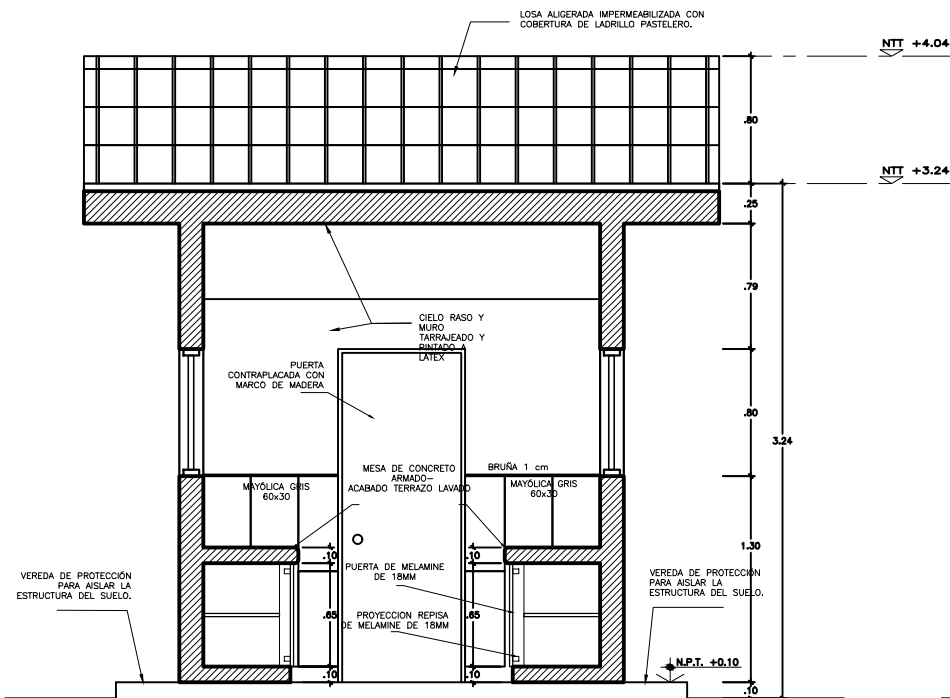 LOSA ALIGERADA IMPERMEABILIZADA CON
COBERTURA DE LADRILLO PASTELERO.
NTT +4.04
.80
NTT +3.24
.25
.79
CIELO RASO Y
MURO
TARRAJEADO Y
PINTADO A
LATEX
PUERTA
CONTRAPLACADA CON
MARCO DE MADERA
.80
3.24
MESA DE CONCRETO
ARMADO-
ACABADO TERRAZO LAVADO
BRUÑA 1 cm
MAYÓLICA GRIS
60x30
MAYÓLICA GRIS
60x30
1.30
.10
.10
PUERTA DE MELAMINE
DE 18MM
VEREDA DE PROTECCIÓN
PARA AISLAR LA
ESTRUCTURA DEL SUELO.
VEREDA DE PROTECCIÓN
PARA AISLAR LA
ESTRUCTURA DEL SUELO.
.65
.65
PROYECCION REPISA
DE MELAMINE DE 18MM
.10
.10
N.P.T. +0.10
.10